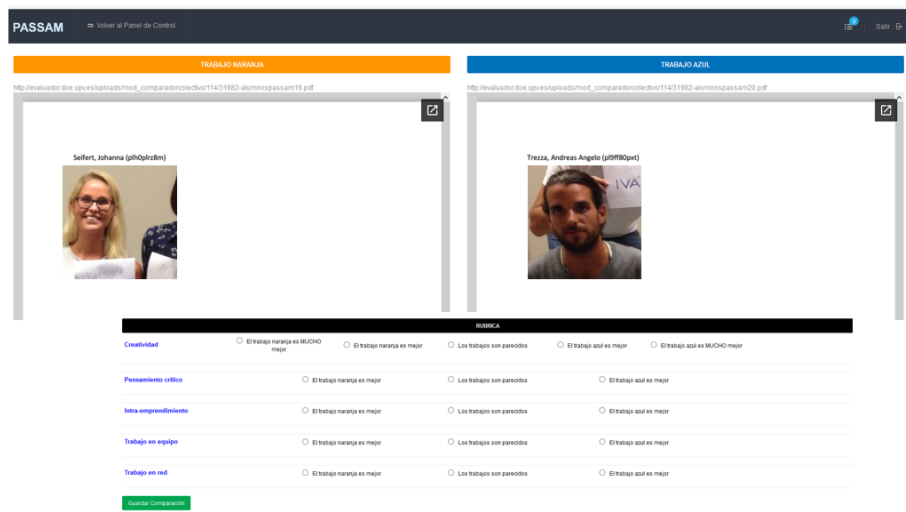 PASSAM Volver al Panel de Control 0 Salir
TRABAJO NARANJA TRABAJO AZUL
http://evaluador.doe.upv.es/uploads/mod_comparadorcolectivo/114/31982-alumnospassam19.pdf http://evaluador.doe.upv.es/uploads/mod_comparadorcolectivo/114/31982-alumnospassam20.pdf
Seifert, Johanna (plh0plrz8m) Trezza, Andreas Angelo (pl9ff80pxt)
IVÁ
RUBRICA
Creatividad El trabajo naranja es MUCHO mejor El trabajo naranja es mejor Los trabajos son parecidos El trabajo azul es mejor El trabajo azul es MUCHO mejor
Pensamiento crítico El trabajo naranja es mejor Los trabajos son parecidos El trabajo azul es mejor
Intra-emprendimiento El trabajo naranja es mejor Los trabajos son parecidos El trabajo azul es mejor
Trabajo en equipo El trabajo naranja es mejor Los trabajos son parecidos El trabajo azul es mejor
Trabajo en red El trabajo naranja es mejor Los trabajos son parecidos El trabajo azul es mejor
Guardar Comparación